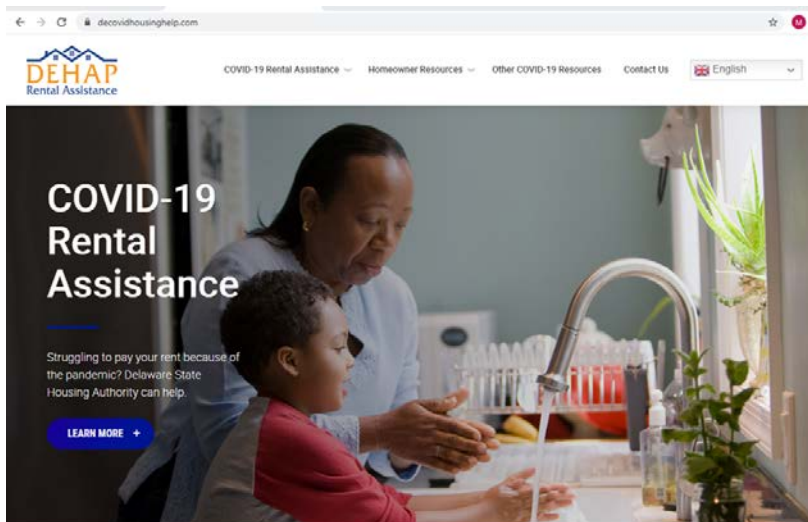 decovidhousinghelp.com
M
DEHAP
Rental Assistance
COVID-19 Rental Assistance
Homeowner Resources
Other COVID-19 Resources
Contact Us
English
COVID-19
Rental
Assistance
Struggling to pay your rent because of
the pandemic? Delaware State
Housing Authority can help.
LEARN MORE +